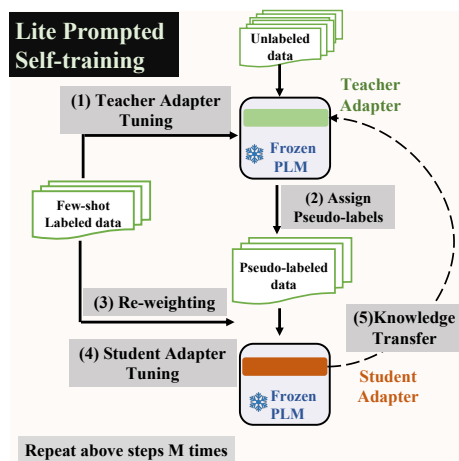 Lite Prompted
Self-training
Unlabeled
data
(1) Teacher Adapter
Tuning
Teacher
Adapter
Frozen
PLM
(2) Assign
Pseudo-labels
Few-shot
Labeled data
Pseudo-labeled
data
(3) Re-weighting
(4) Student Adapter
Tuning
(5)Knowledge
Transfer
Frozen
PLM
Student
Adapter
Repeat above steps M times